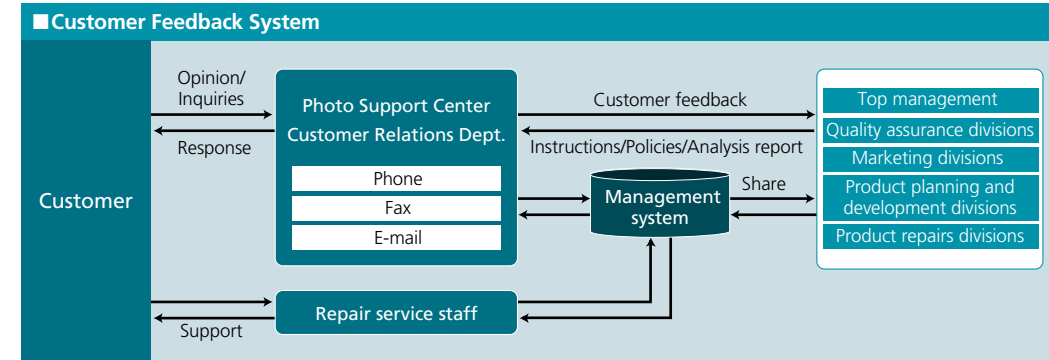 ■Customer Feedback System
Customer
Opinion/
Inquiries
Response
Photo Support Center
Customer Relations Dept.
Phone
Fax
E-mail
Customer feedback
Instructions/Policies/Analysis report
Management
system
Share
Top management
Quality assurance divisions
Marketing divisions
Product planning and
development divisions
Product repairs divisions
Support
Repair service staff